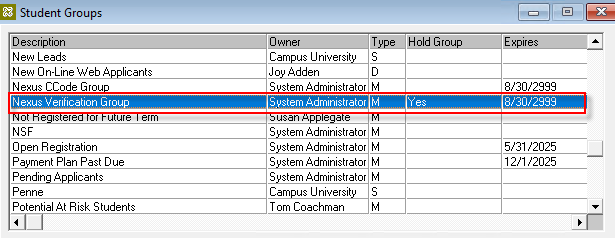 Student Groups
Description Owner Type Hold Group Expires
New Leads Campus University S
New On-Line Web Applicants Joy Adden D
Nexus CCode Group System Administrator M 8/30/2999
Nexus Verification Group System Administrator M Yes 8/30/2999
Not Registered for Future Term Susan Applegate M
NSF System Administrator M
Open Registration System Administrator M 5/31/2025
Payment Plan Past Due System Administrator M 12/1/2025
Pending Applicants System Administrator M
Penne Campus University S
Potential At Risk Students Tom Coachman M